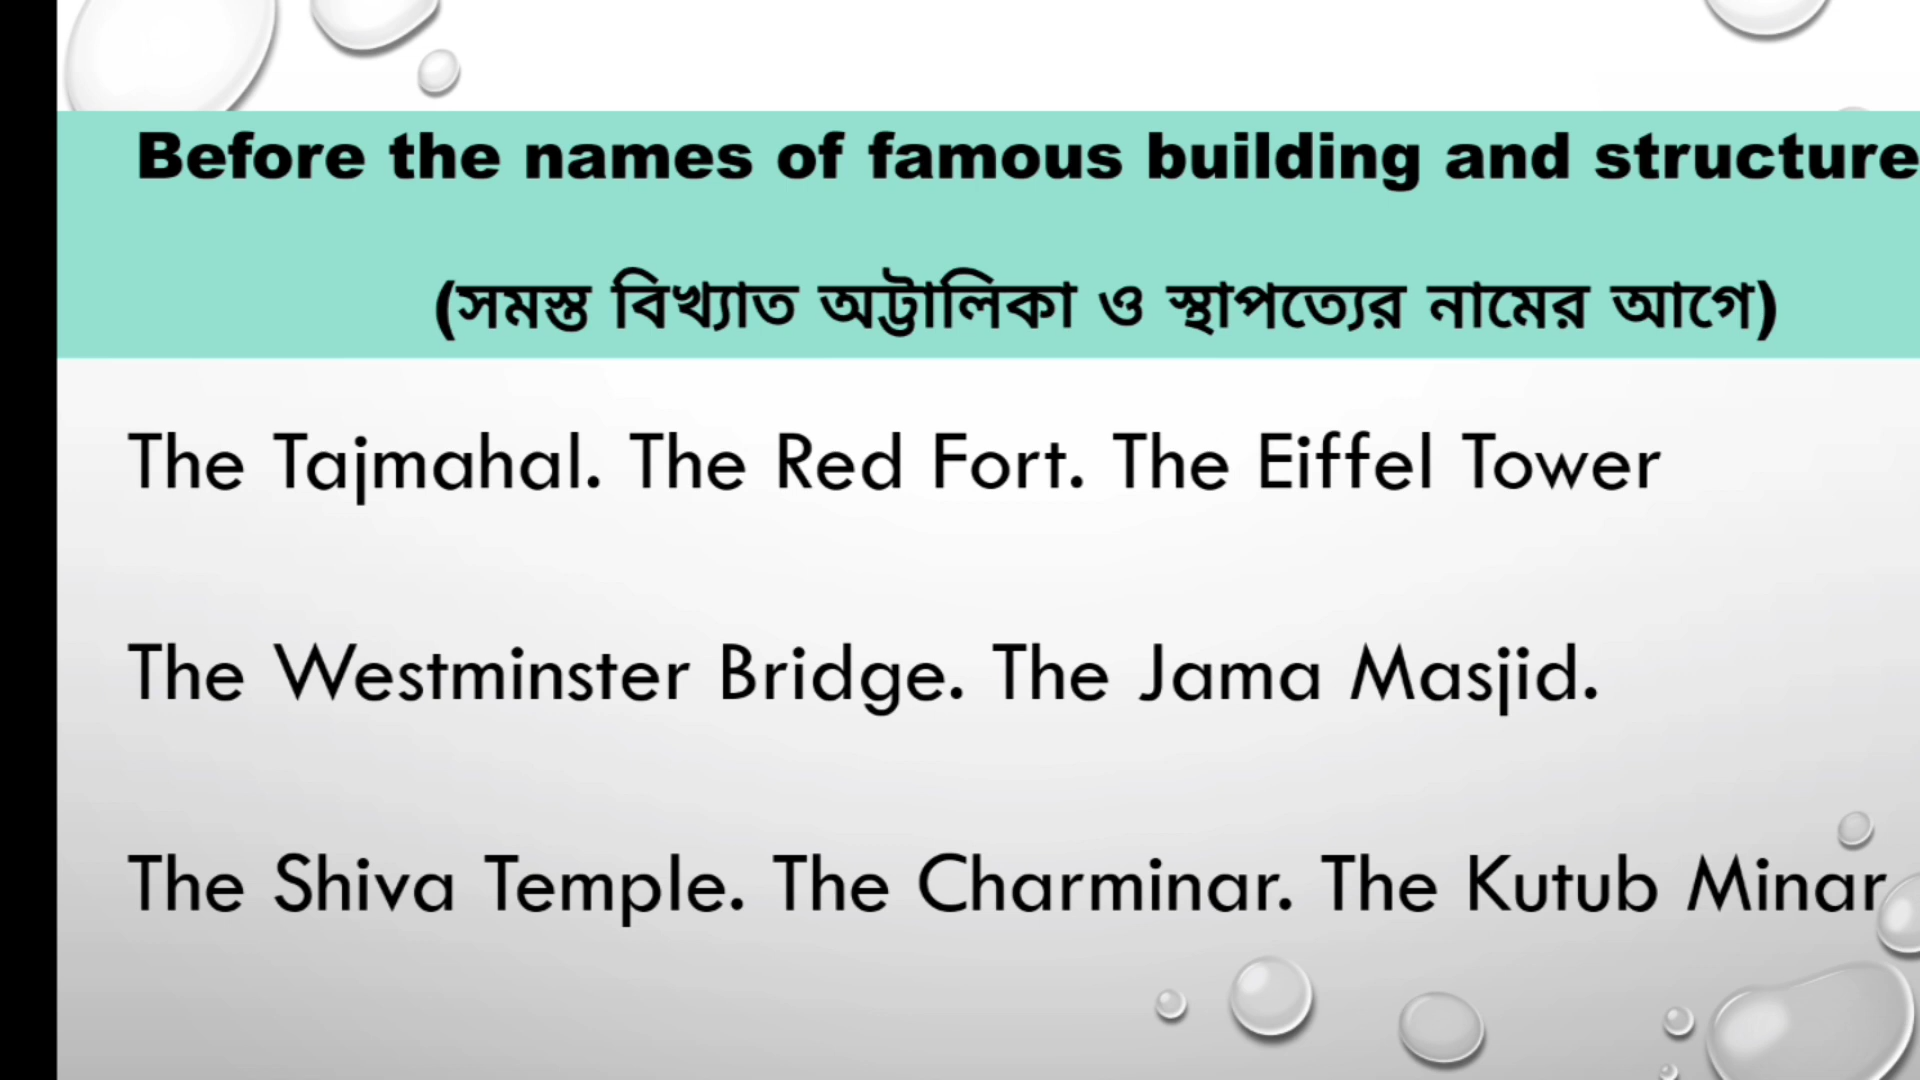 Before the names of famous building and structure
(সমস্ত বিখ্যাত অট্টালিকা ও স্থাপত্যের নামের আগে)
The Tajmahal. The Red Fort. The Eiffel Tower
The Westminster Bridge. The Jama Masjid.
The Shiva Temple. The Charminar. The Kutub Minar